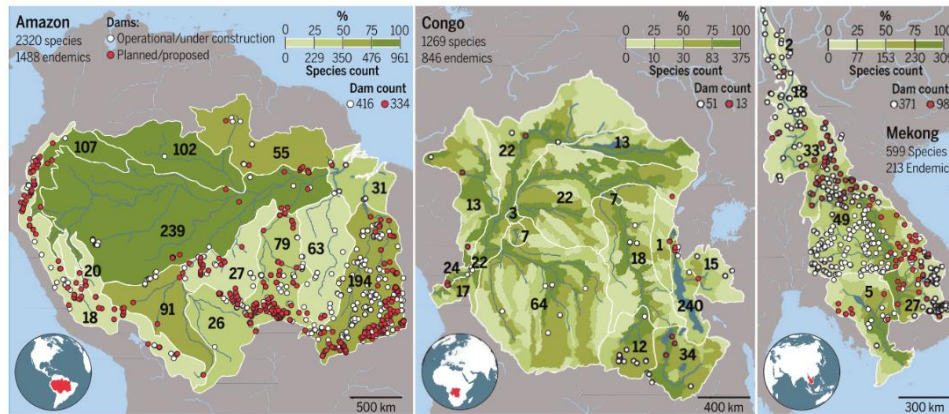 Amazon
2320 species
1488 endemics
Dams:
Operational/under construction
Planned/proposed
%
0 25 50 75 100
0 229 350 476 961
Species count
Dam count
416 334
107
102
55
31
239
79
63
20
27
194
18
91
26
500 km
Congo
1269 species
846 endemics
%
0 25 50 75 100
0 10 30 83 375
Species count
Dam count
51 13
13
22
22
7
13
3
7
1
24
22
18
15
17
64
240
12
34
400 km
%
0 25 50 75 100
0 77 153 230 309
Species count
Dam count
371 98
Mekong
599 Species
213 Endemic
2
18
33
49
5
27
300 km